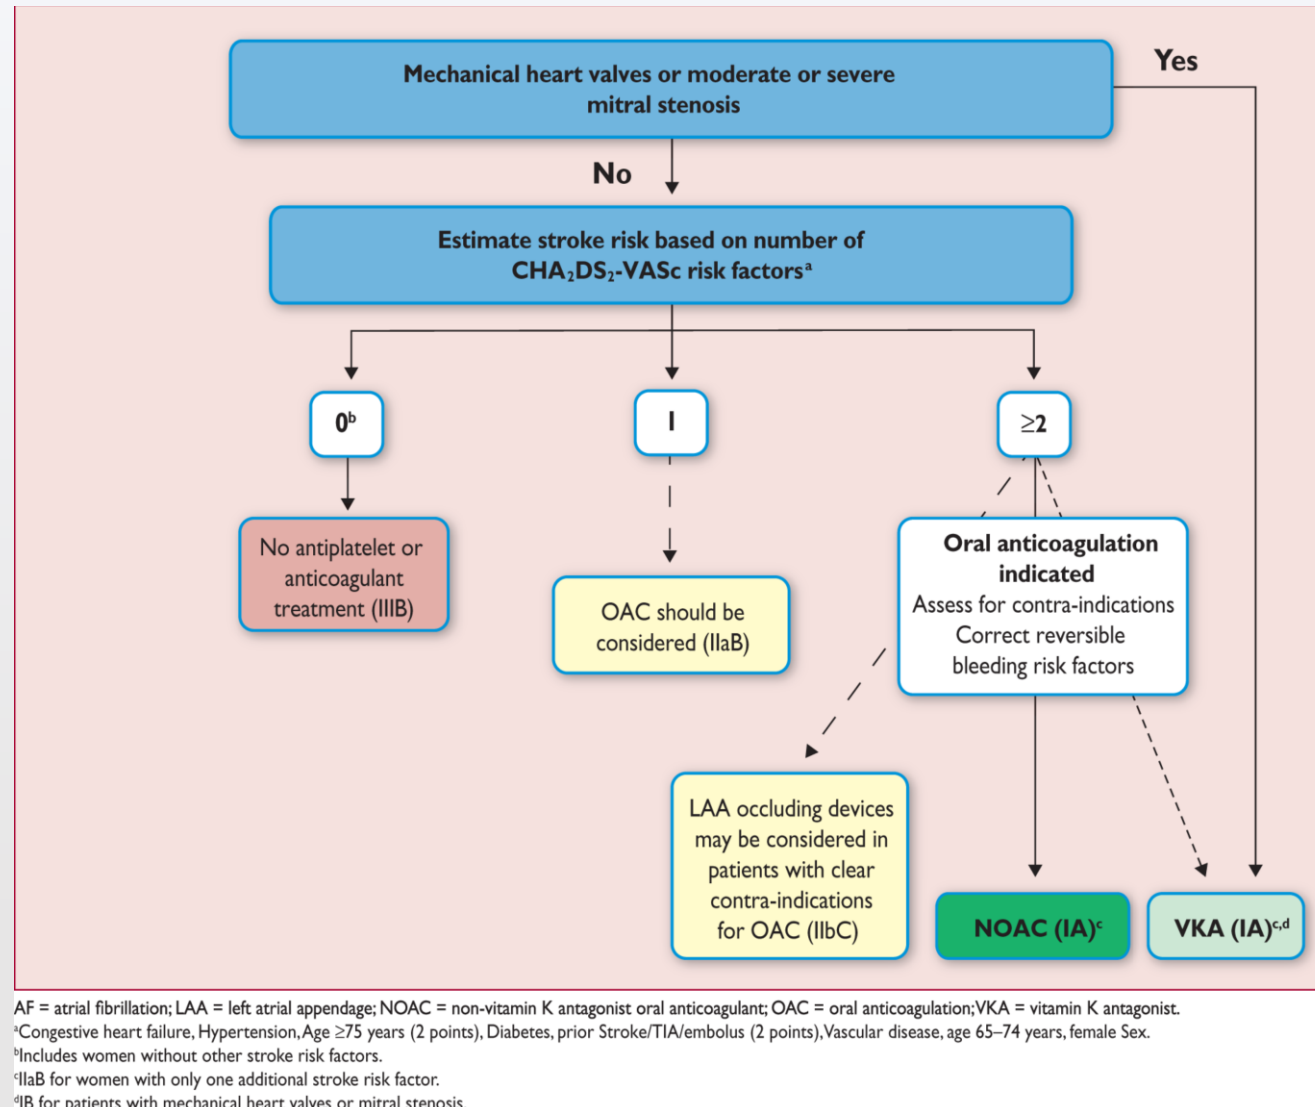 Mechanical heart valves or moderate or severe
mitral stenosis
Yes
No
Estimate stroke risk based on number of
CHA₂DS₂-VASc risk factorsᵃ
0ᵇ
1
≥2
No antiplatelet or
anticoagulant
treatment (IIIB)
OAC should be
considered (IIaB)
Oral anticoagulation
indicated
Assess for contra-indications
Correct reversible
bleeding risk factors
LAA occluding devices
may be considered in
patients with clear
contra-indications
for OAC (IIbC)
NOAC (IA)ᶜ
VKA (IA)ᶜ,ᵈ
AF = atrial fibrillation; LAA = left atrial appendage; NOAC = non-vitamin K antagonist oral anticoagulant; OAC = oral anticoagulation; VKA = vitamin K antagonist.
ᵃCongestive heart failure, Hypertension, Age ≥75 years (2 points), Diabetes, prior Stroke/TIA/embolus (2 points), Vascular disease, age 65–74 years, female Sex.
ᵇIncludes women without other stroke risk factors.
ᶜIIaB for women with only one additional stroke risk factor.
ᵈIB for patients with mechanical heart valves or mitral stenosis.